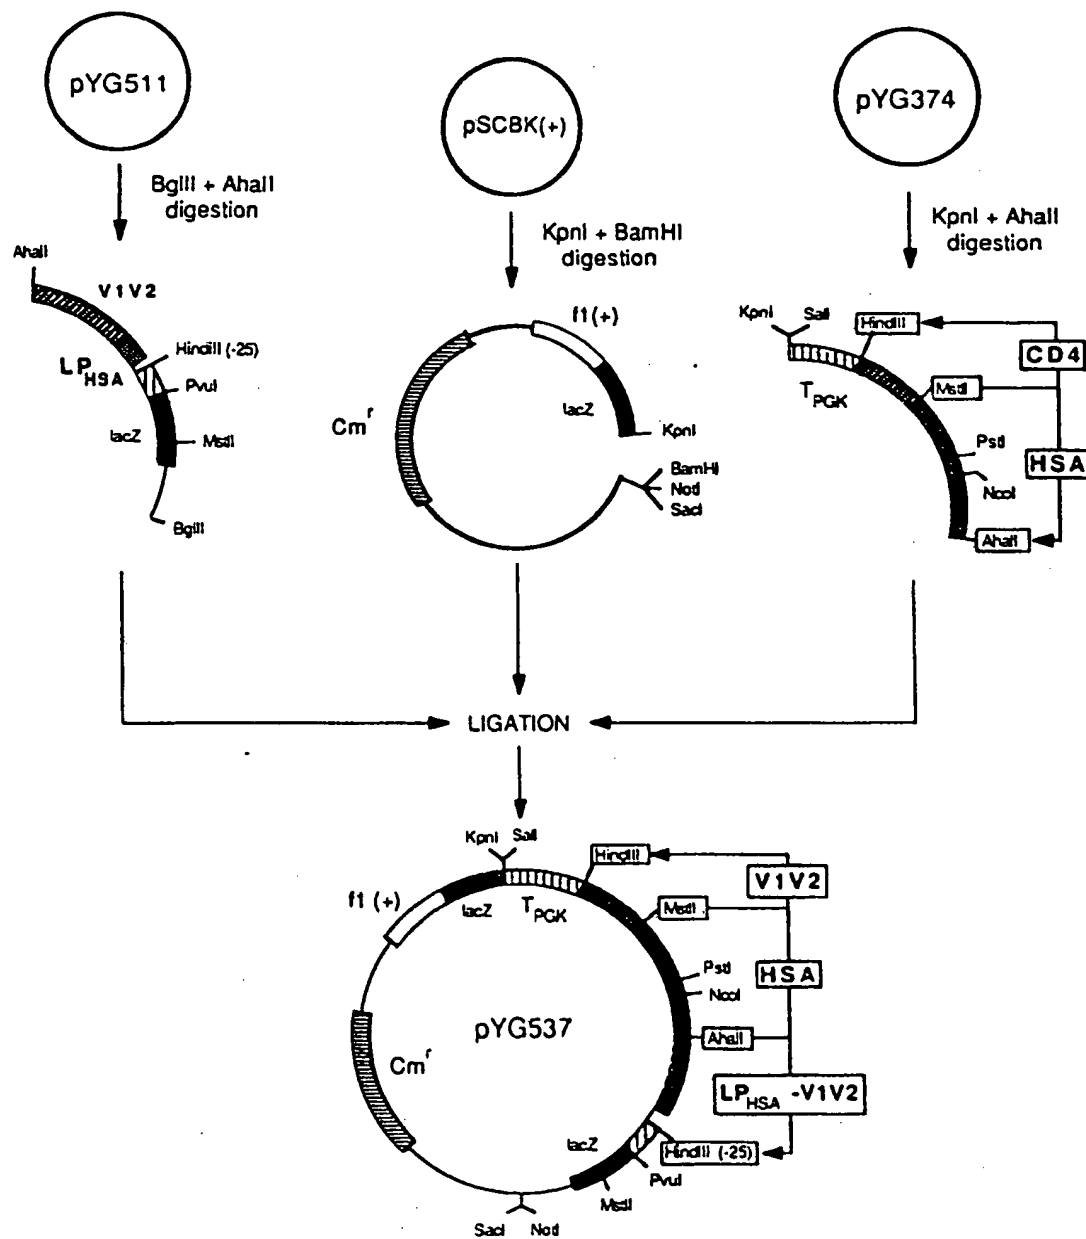 pYG511
pSCBK(+)
pYG374
BglII + AhaII
digestion
KpnI + BamHI
digestion
KpnI + AhaII
digestion
AhaII
V1V2
HindIII (-25)
LP HSA
PvuI
lacZ
MstII
BglII
f1(+)
Cm r
lacZ
KpnI
BamHI
NotI
SacI
KpnI
SalI
HindIII
CD4
T PGK
MstII
PstI
HSA
NcoI
AhaII
LIGATION
KpnI
SalI
HindIII
V1V2
f1 (+)
lacZ
T PGK
MstII
PstI
HSA
NcoI
pYG537
AhaII
Cm r
LP HSA -V1V2
lacZ
HindIII (-25)
PvuI
MstII
SacI
NotI